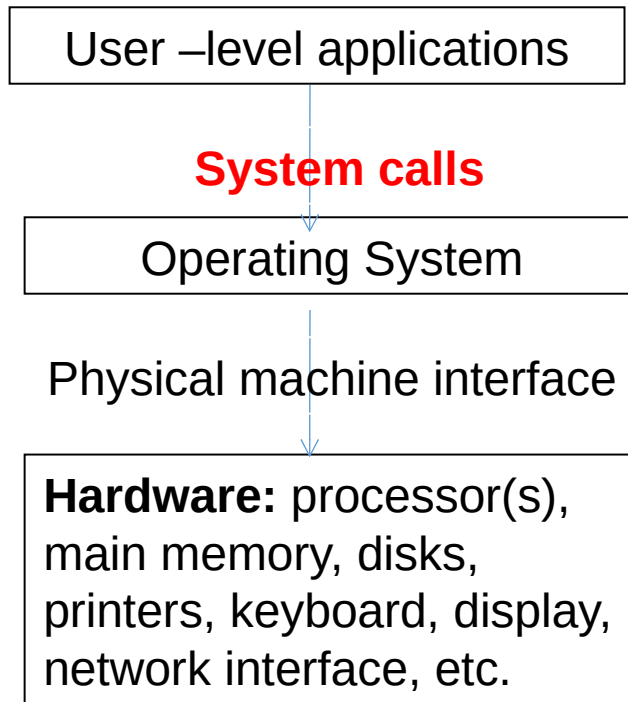 User –level applications
System calls
Operating System
Physical machine interface
Hardware: processor(s),
main memory, disks,
printers, keyboard, display,
network interface, etc.